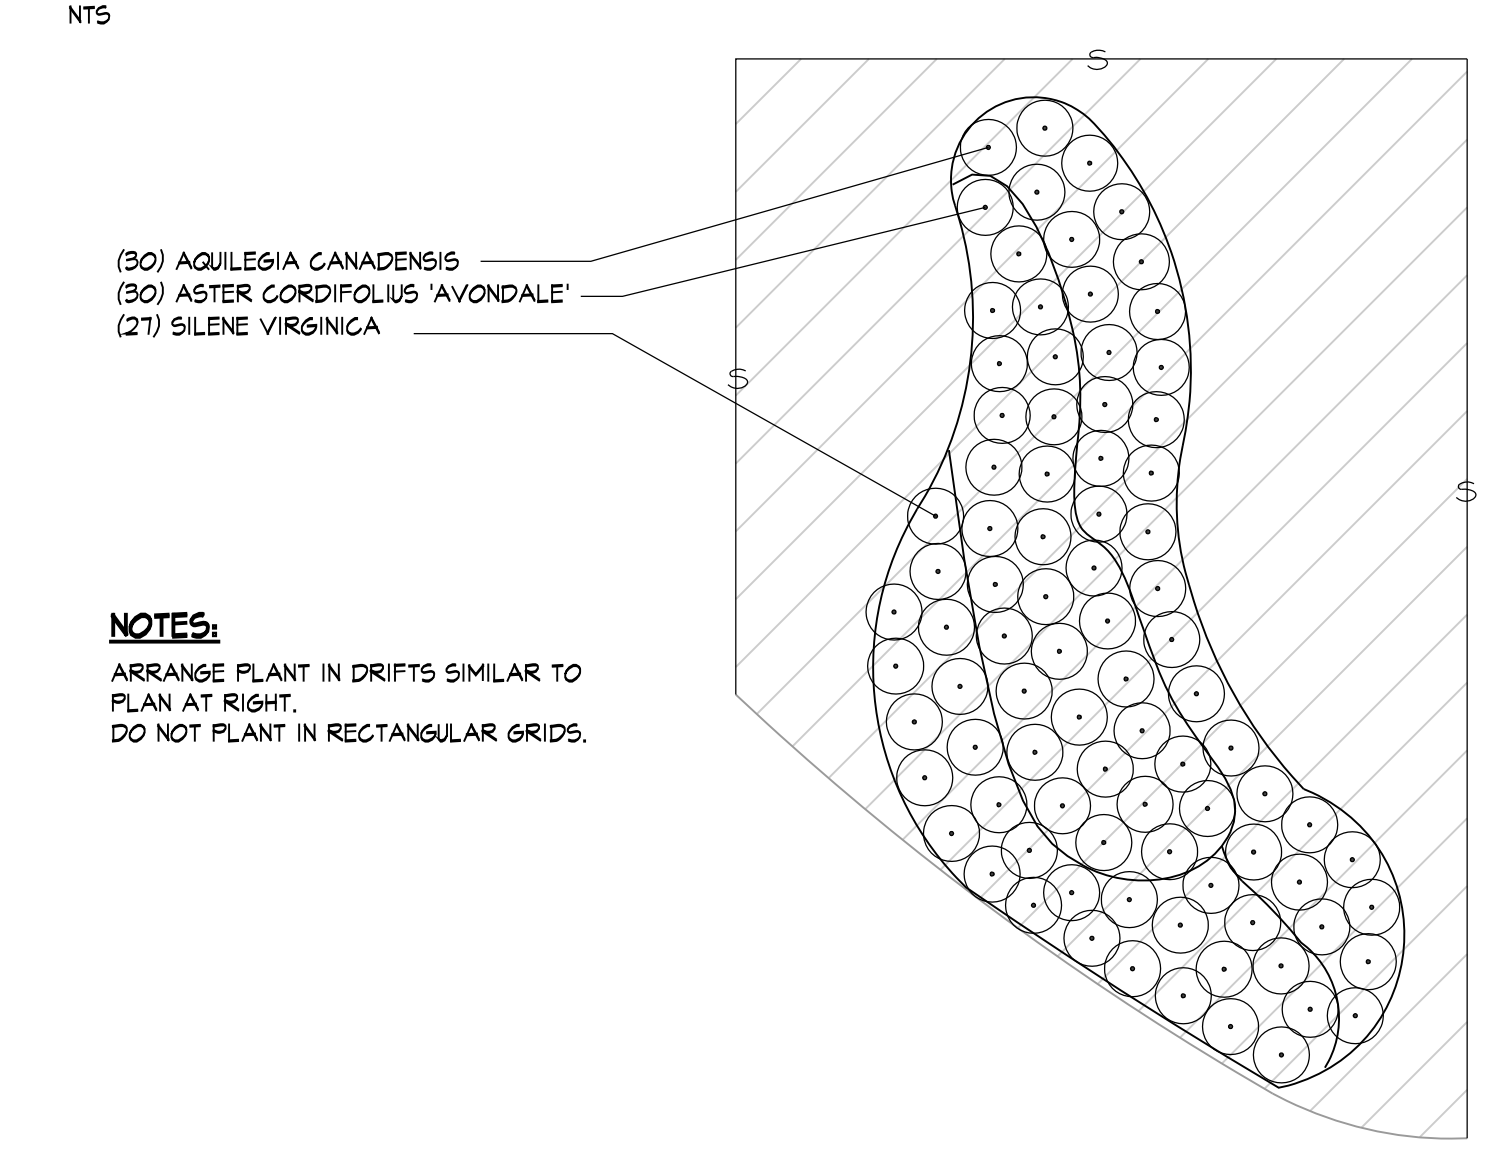 NTS
S
(30) AQUILEGIA CANADENSIS
(30) ASTER CORDIFOLIUS 'AVONDALE'
(27) SILENE VIRGINICA
S
S
NOTES:
ARRANGE PLANT IN DRIFTS SIMILAR TO
PLAN AT RIGHT.
DO NOT PLANT IN RECTANGULAR GRIDS.